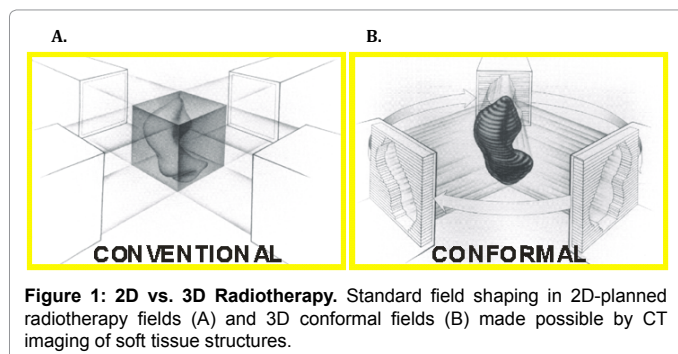 A.
B.
CONVENTIONAL
CONFORMAL
Figure 1: 2D vs. 3D Radiotherapy. Standard field shaping in 2D-planned
radiotherapy fields (A) and 3D conformal fields (B) made possible by CT
imaging of soft tissue structures.